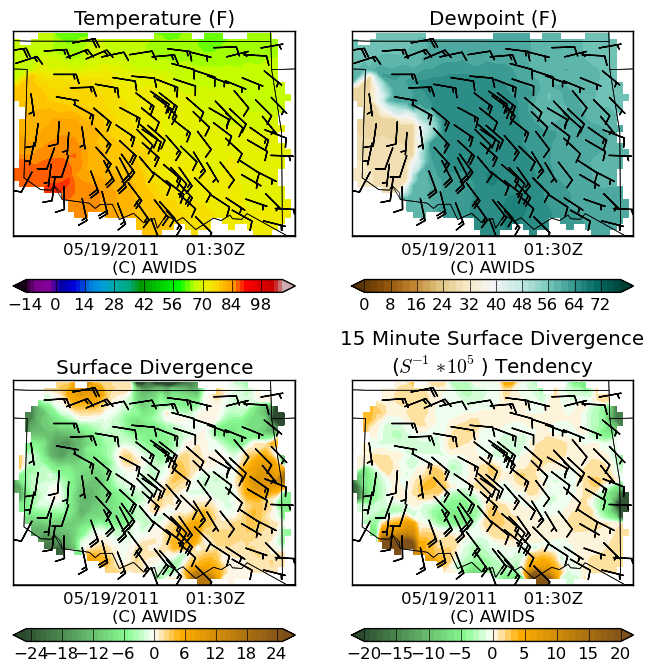 Temperature (F)
Dewpoint (F)
05/19/2011 01:30Z
(C) AWIDS
05/19/2011 01:30Z
(C) AWIDS
−14 0 14 28 42 56 70 84 98
0 8 16 24 32 40 48 56 64 72
Surface Divergence
15 Minute Surface Divergence
(S⁻¹ *10⁵ ) Tendency
05/19/2011 01:30Z
(C) AWIDS
05/19/2011 01:30Z
(C) AWIDS
−24 −18 −12 −6 0 6 12 18 24
−20 −15 −10 −5 0 5 10 15 20